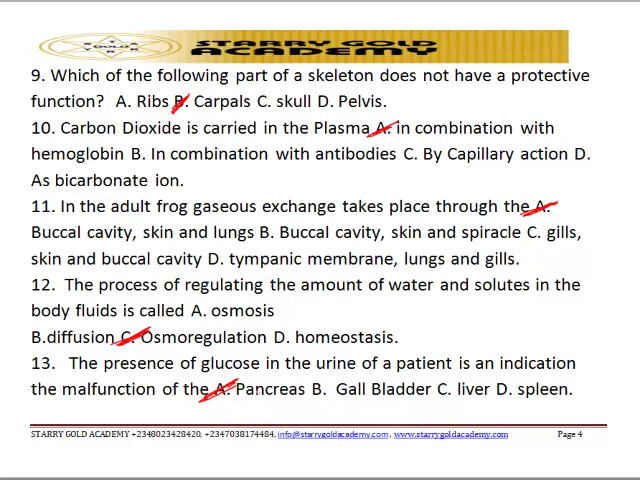 STAR
GOLD
STARRY GOLD
ACADEMY
9. Which of the following part of a skeleton does not have a protective
function? A. Ribs B. Carpals C. skull D. Pelvis.
10. Carbon Dioxide is carried in the Plasma A. in combination with
hemoglobin B. In combination with antibodies C. By Capillary action D.
As bicarbonate ion.
11. In the adult frog gaseous exchange takes place through the A.
Buccal cavity, skin and lungs B. Buccal cavity, skin and spiracle C. gills,
skin and buccal cavity D. tympanic membrane, lungs and gills.
12. The process of regulating the amount of water and solutes in the
body fluids is called A. osmosis
B.diffusion C. Osmoregulation D. homeostasis.
13. The presence of glucose in the urine of a patient is an indication
the malfunction of the A. Pancreas B. Gall Bladder C. liver D. spleen.
STARRY GOLD ACADEMY +2348023428420, +2347038174484, info@starrygoldacademy.com , www.starrygoldacademy.com Page 4